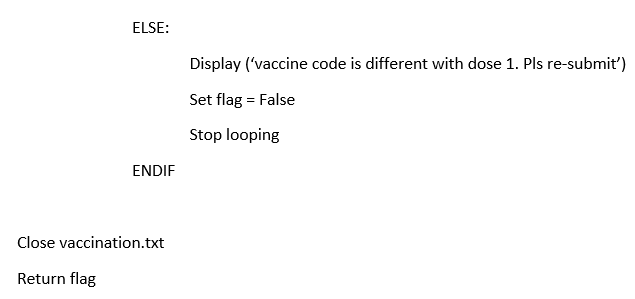 ELSE:
Display (‘vaccine code is different with dose 1. Pls re-submit’)
Set flag = False
Stop looping
ENDIF
Close vaccination.txt
Return flag